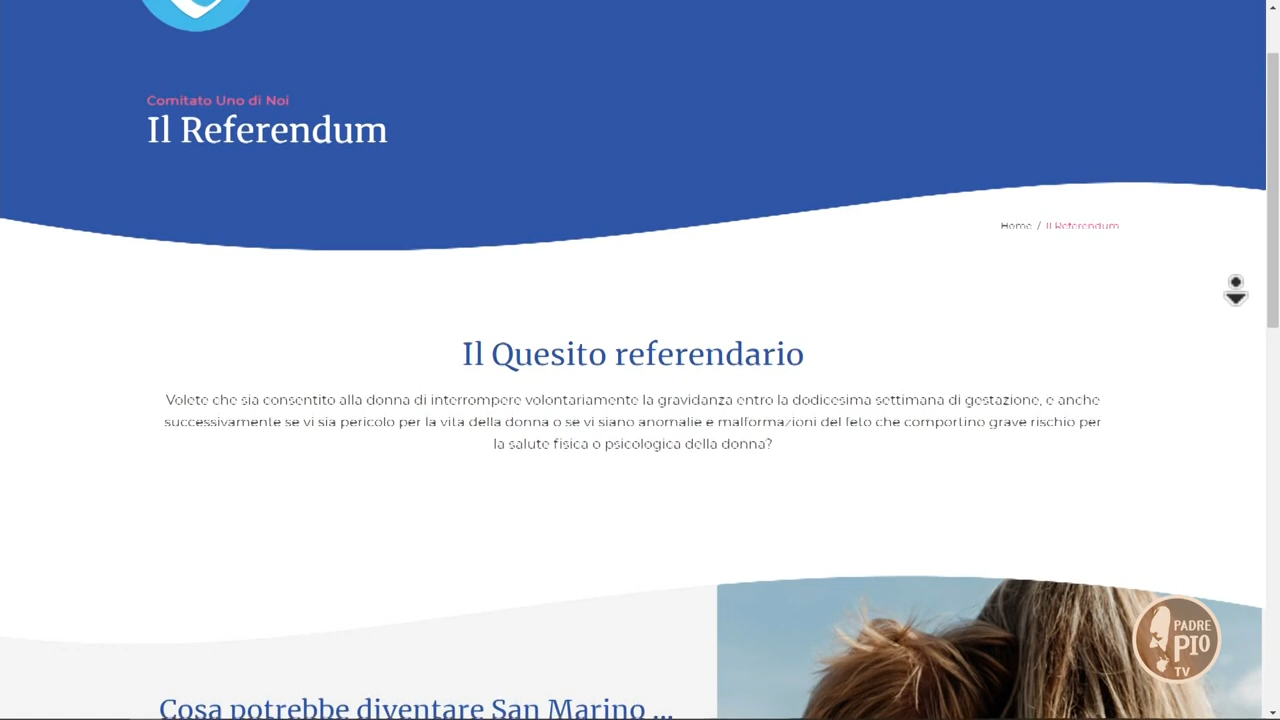 Comitato Uno di Noi
Il Referendum
Home / Il Referendum
Il Quesito referendario
Volete che sia consentito alla donna di interrompere volontariamente la gravidanza entro la dodicesima settimana di gestazione, e anche
successivamente se vi sia pericolo per la vita della donna o se vi siano anomalie e malformazioni del feto che comportino grave rischio per
la salute fisica o psicologica della donna?
Cosa potrebbe diventare San Marino ...
PADRE
PIO
TV